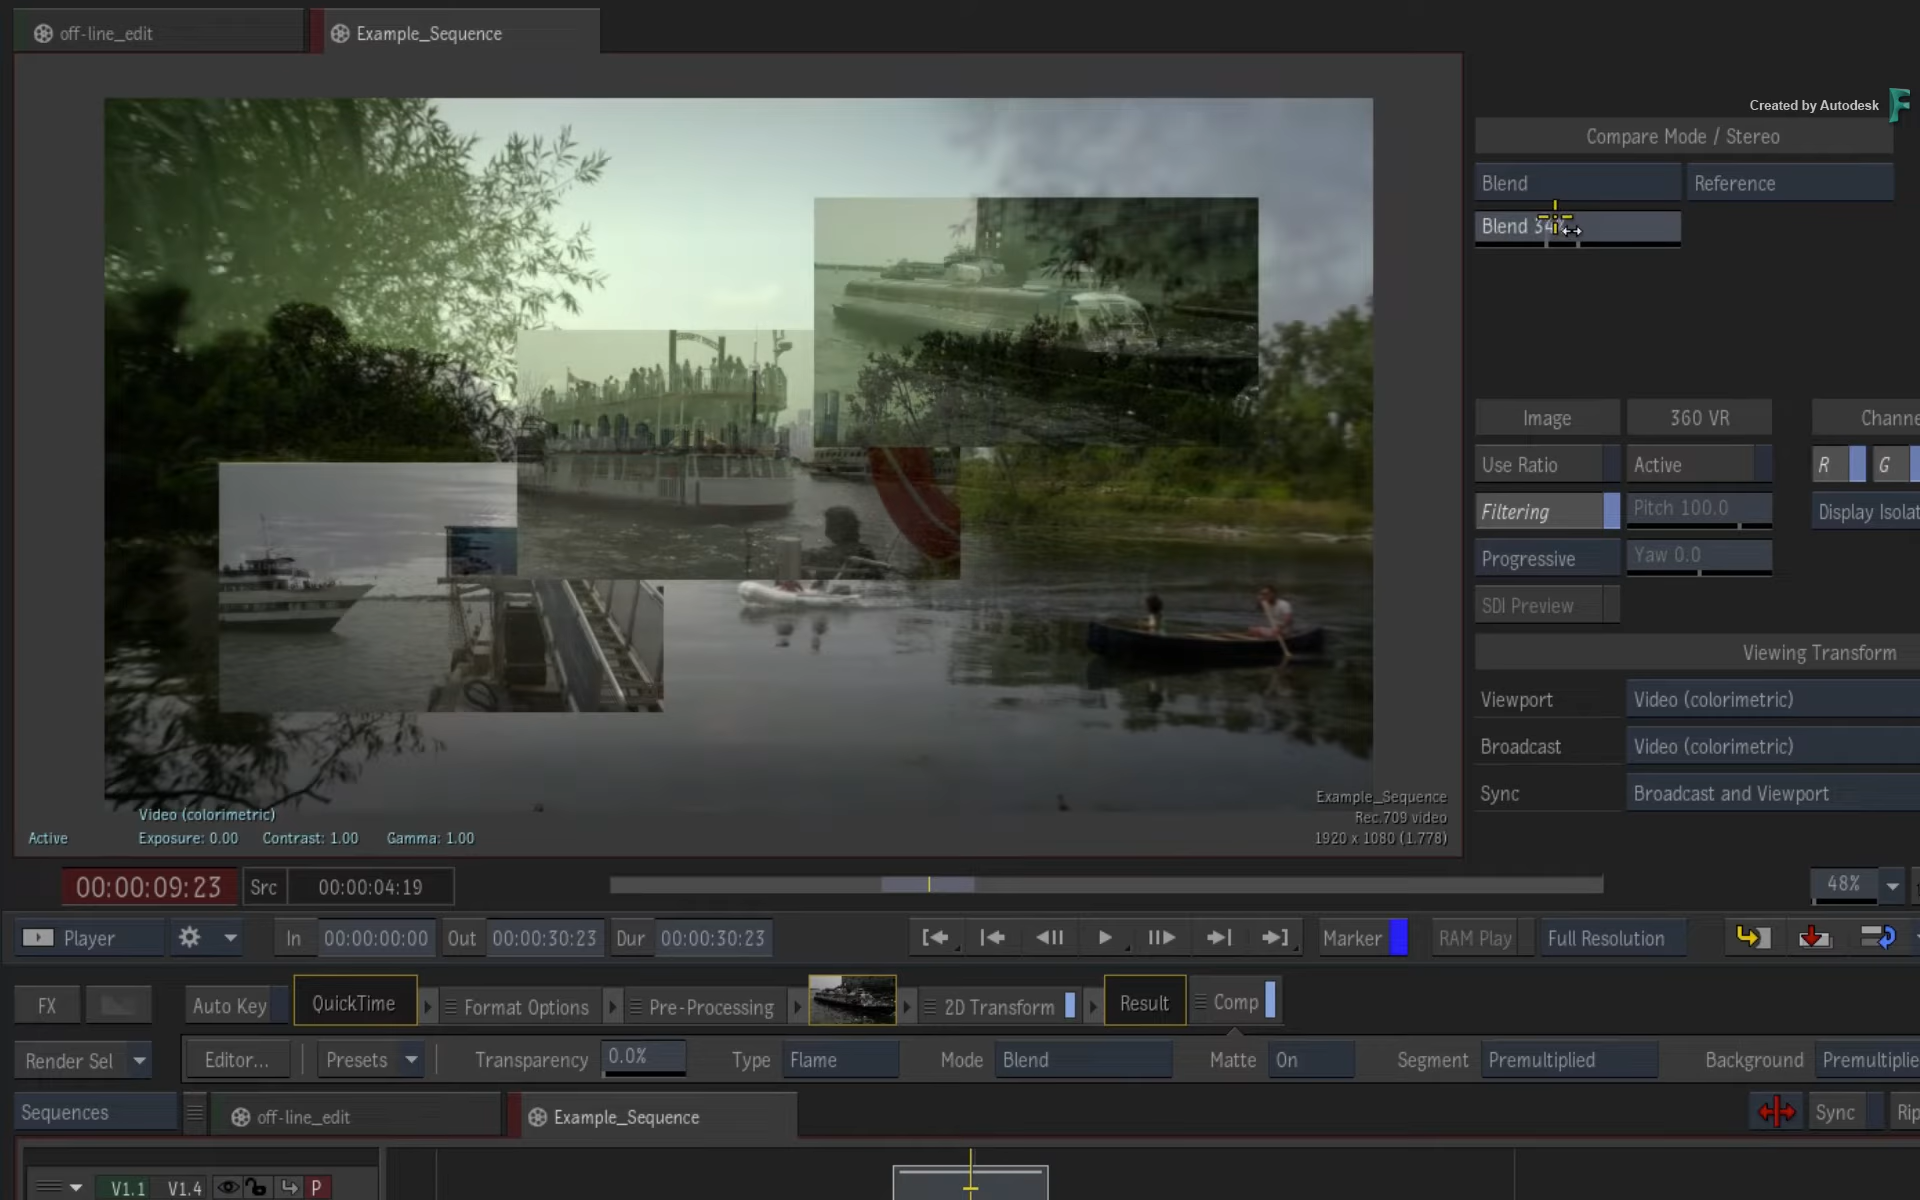 off-line_edit
Example_Sequence
Created by Autodesk
Compare Mode / Stereo
Blend
Reference
Blend 34
Image
360 VR
Channe
Use Ratio
Active
R
G
Filtering
Pitch 100.0
Display Isolat
Progressive
Yaw 0.0
SDI Preview
Viewing Transform
Viewport
Video (colorimetric)
Broadcast
Video (colorimetric)
Sync
Broadcast and Viewport
Video (colorimetric)
Active
Exposure: 0.00 Contrast: 1.00 Gamma: 1.00
Example_Sequence
Rec.709 video
1920 x 1080 (1.778)
00:00:09:23
Src
00:00:04:19
48%
Player
In 00:00:00:00
Out 00:00:30:23
Dur 00:00:30:23
Marker
RAM Play
Full Resolution
FX
Auto Key
QuickTime
Format Options
Pre-Processing
2D Transform
Result
Comp
Render Sel
Editor...
Presets
Transparency 0.0%
Type Flame
Mode Blend
Matte On
Segment Premultiplied
Background Premultiplie
Sequences
off-line_edit
Example_Sequence
Sync
Rip
V1.1
V1.4
P